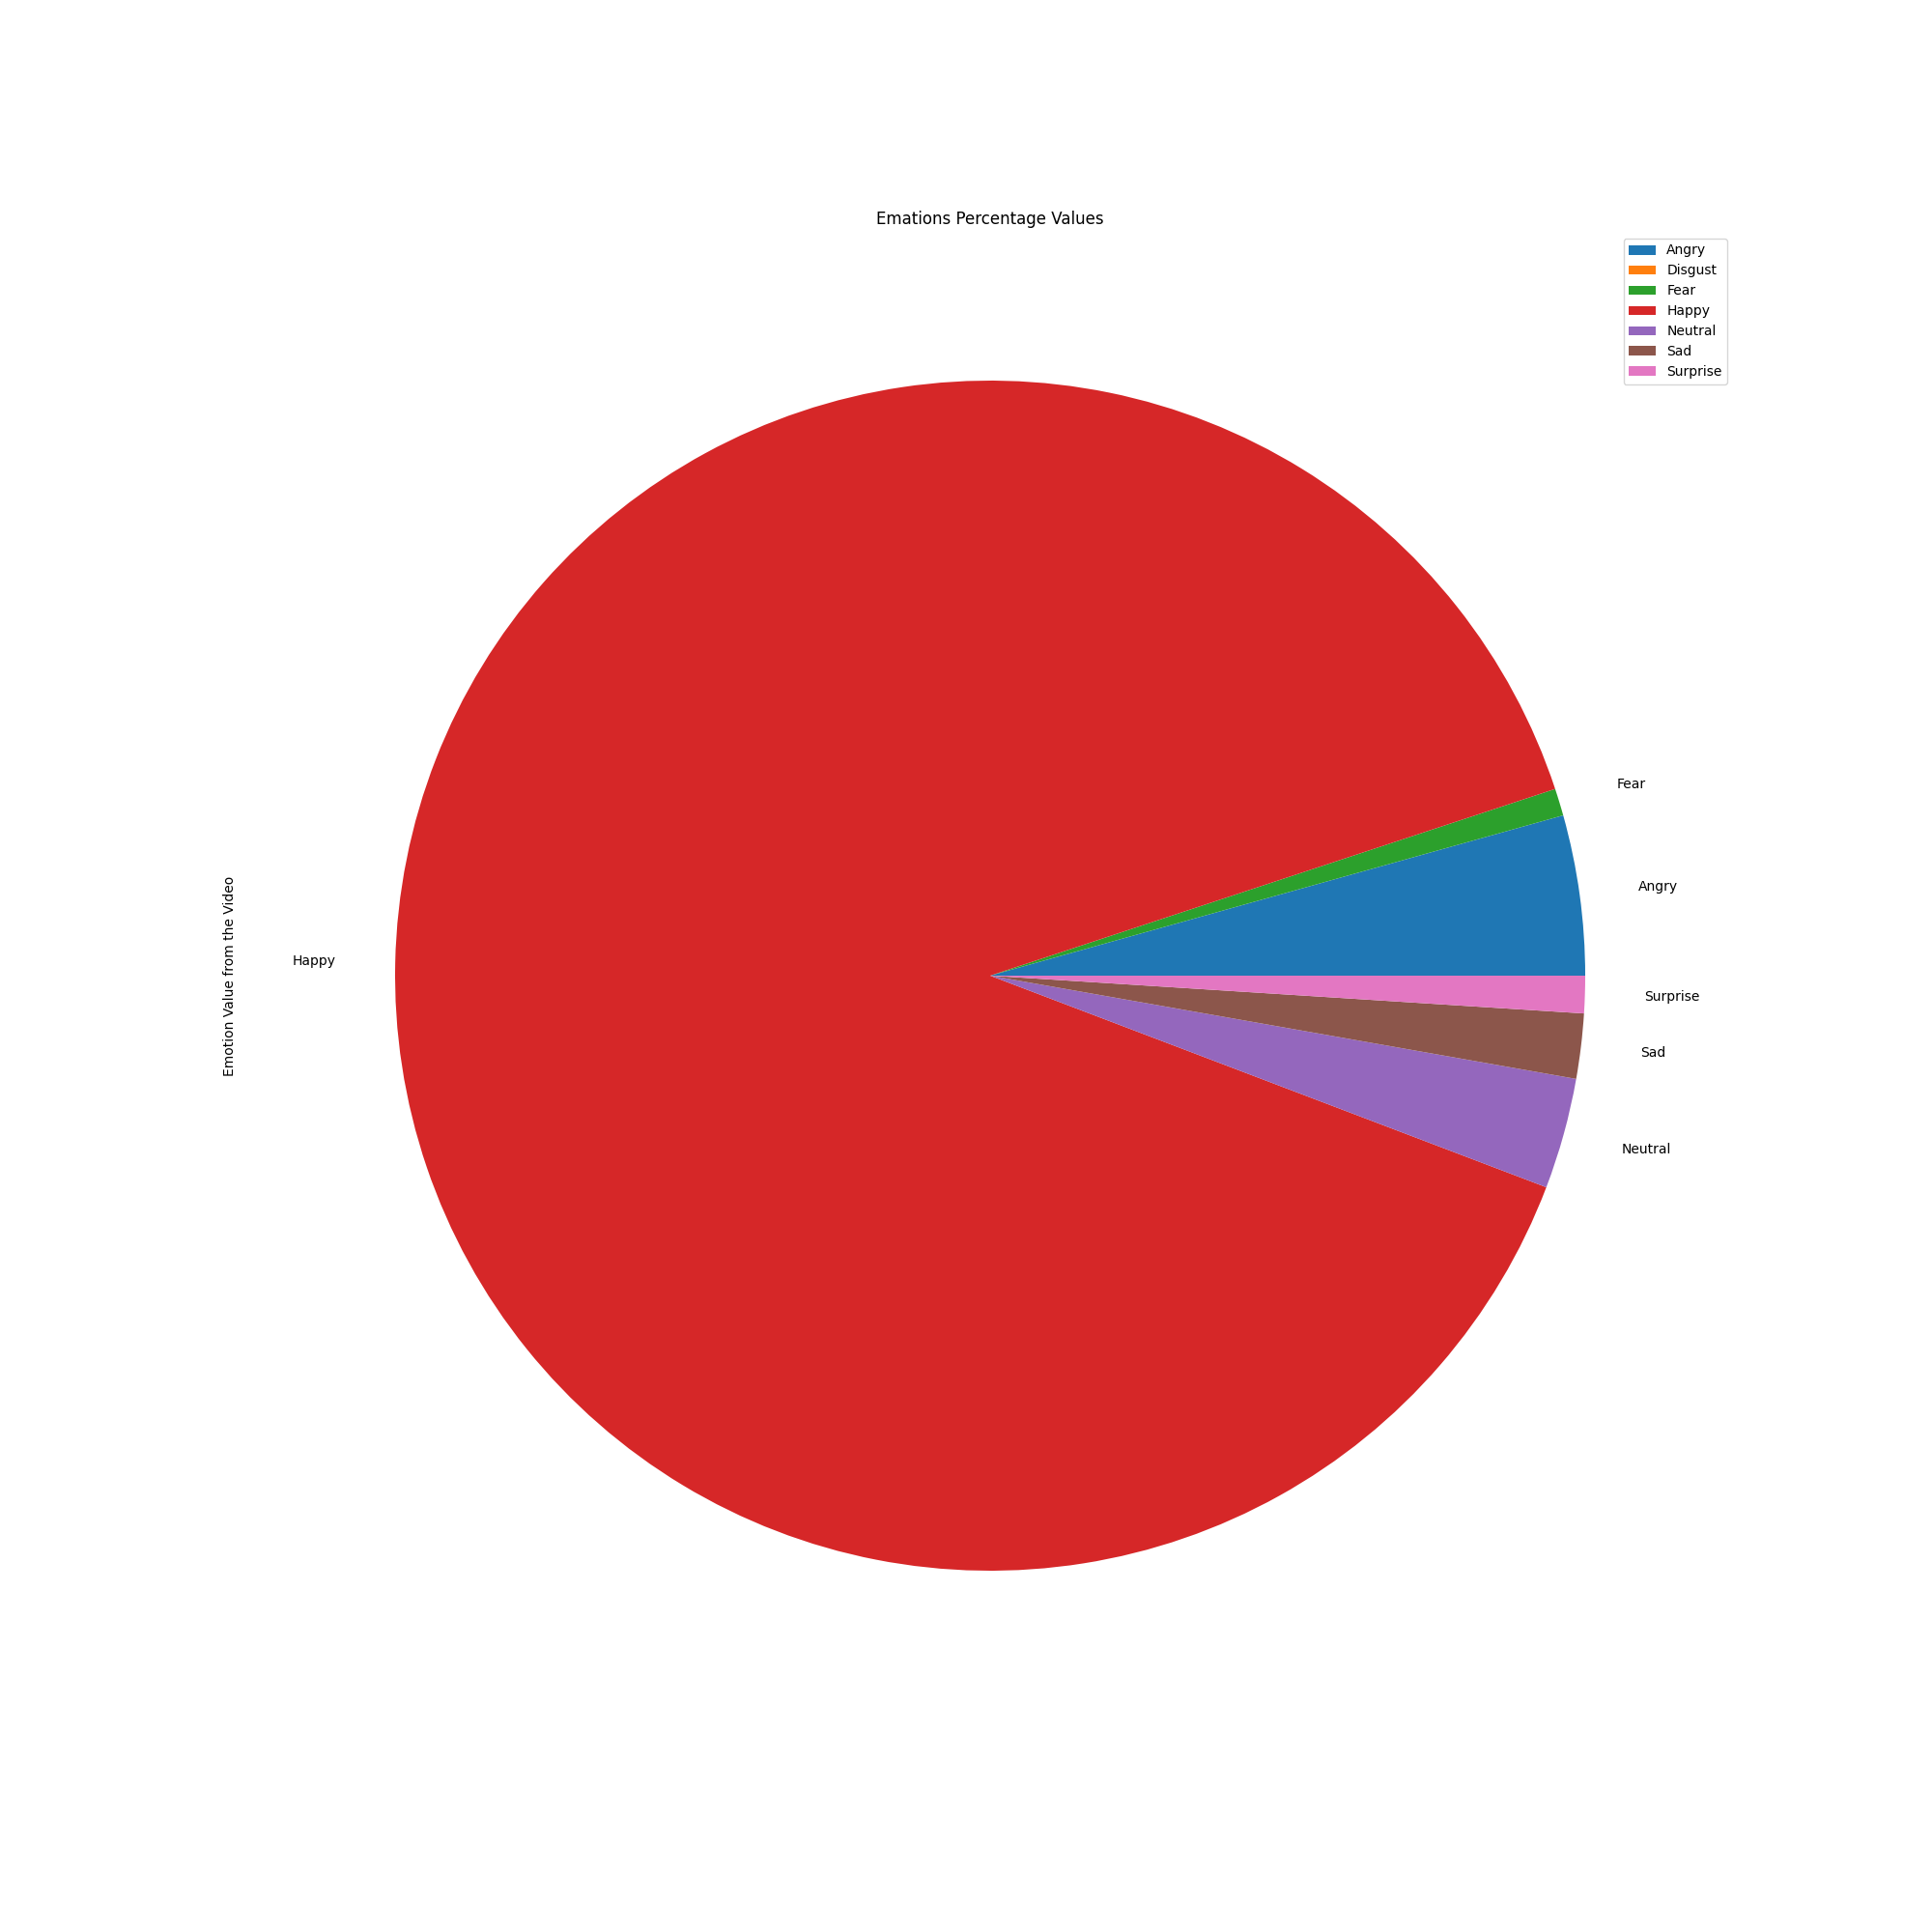 Emations Percentage Values
Angry
Disgust
Fear
Happy
Neutral
Sad
Surprise
Fear
Angry
Happy
Emotion Value from the Video
Surprise
Sad
Neutral